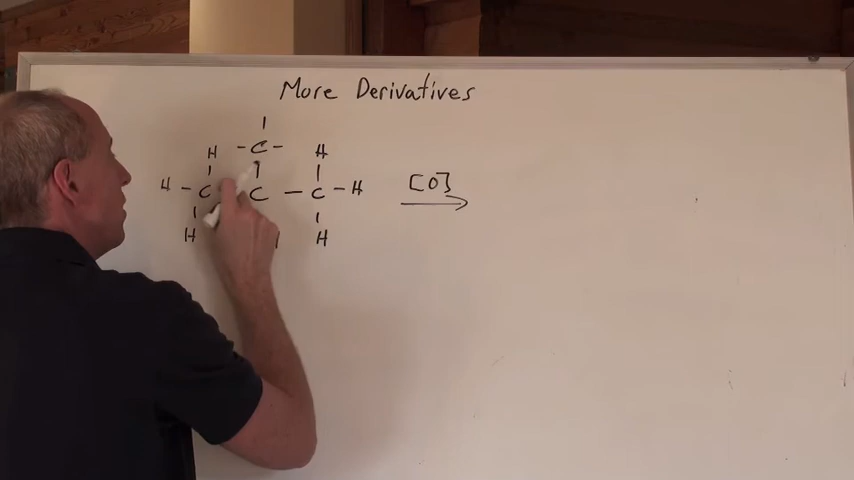 More Derivatives
C
H H
H C C C H [O]
H H